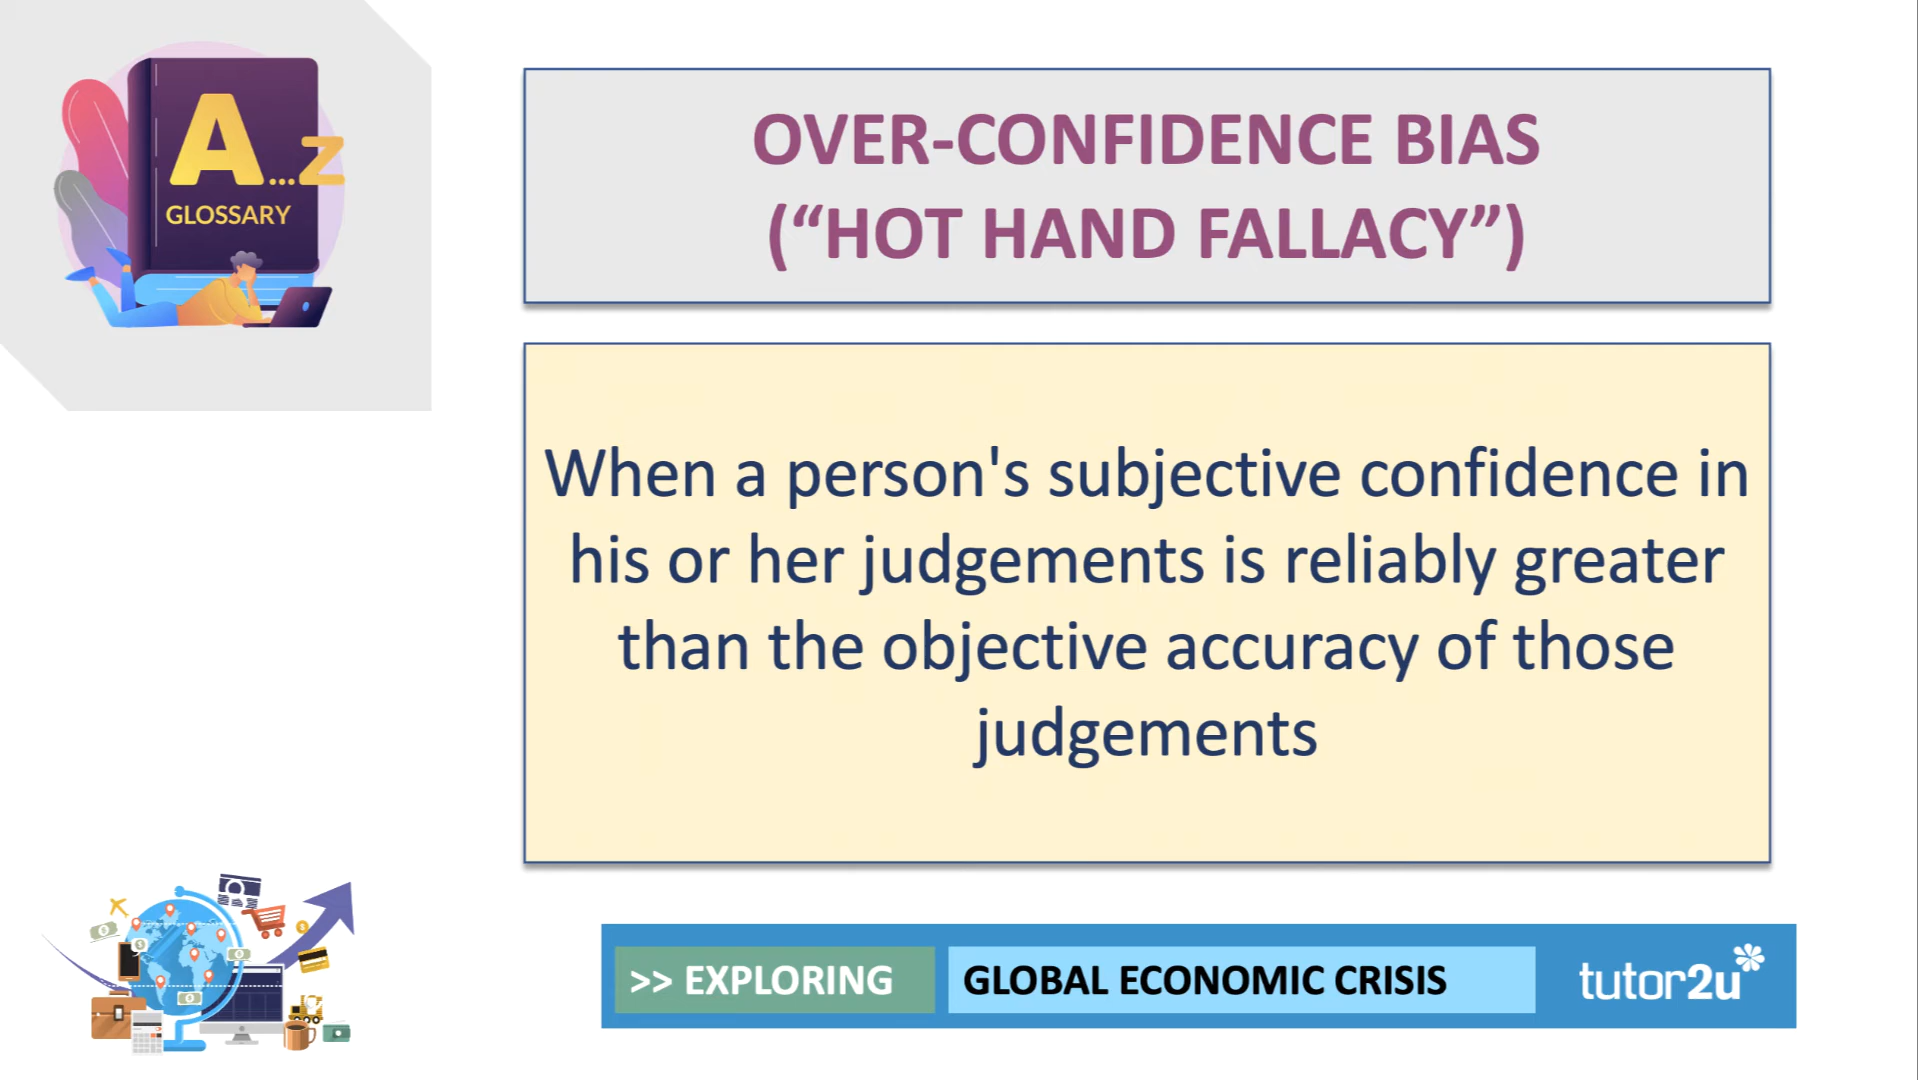 A...Z
GLOSSARY
OVER-CONFIDENCE BIAS
(“HOT HAND FALLACY”)
When a person's subjective confidence in
his or her judgements is reliably greater
than the objective accuracy of those
judgements
>> EXPLORING
GLOBAL ECONOMIC CRISIS
tutor2u